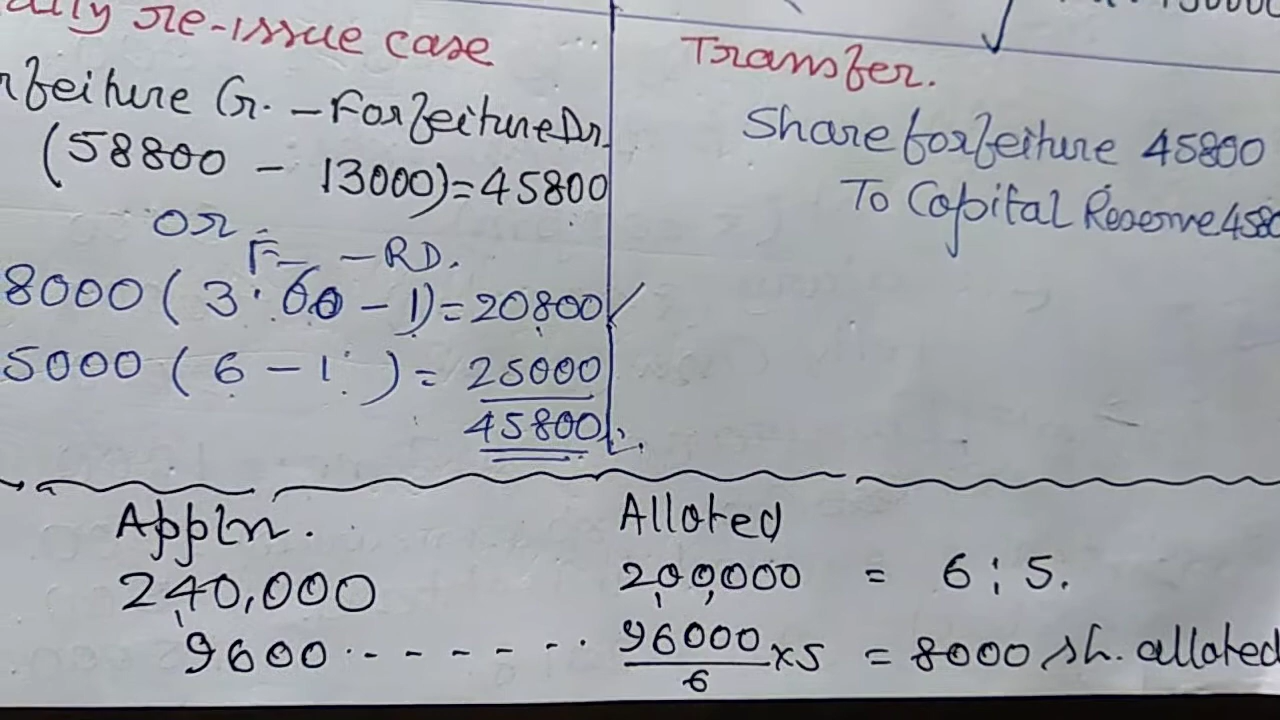 re-issue case
rfeiture Cr. - Forfeiture Dr.
(58800 - 13000) = 45800
or
F - RD.
8000 (3.60 - 1) = 20800
5000 (6 - 1) = 25000
45800
Transfer.
Share forfeiture 45800
To Capital Reserve 4580
Appln. Alloted
240,000 200,000 = 6:5.
9600 ------- 96000/6 x5 = 8000 sh. alloted